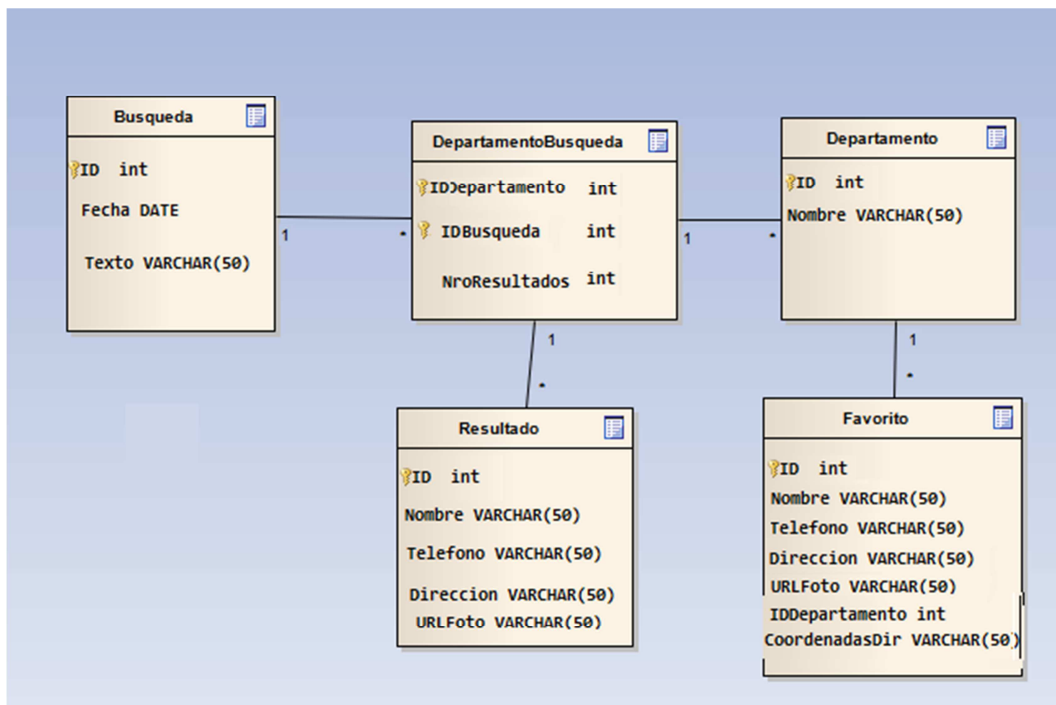 Busqueda
ID int
Fecha DATE
Texto VARCHAR(50)
1
*
DepartamentoBusqueda
IDDepartamento int
IDBusqueda int
NroResultados int
1
*
Departamento
ID int
Nombre VARCHAR(50)
1
*
Resultado
ID int
Nombre VARCHAR(50)
Telefono VARCHAR(50)
Direccion VARCHAR(50)
URLFoto VARCHAR(50)
1
*
Favorito
ID int
Nombre VARCHAR(50)
Telefono VARCHAR(50)
Direccion VARCHAR(50)
URLFoto VARCHAR(50)
IDDepartamento int
CoordenadasDir VARCHAR(50)